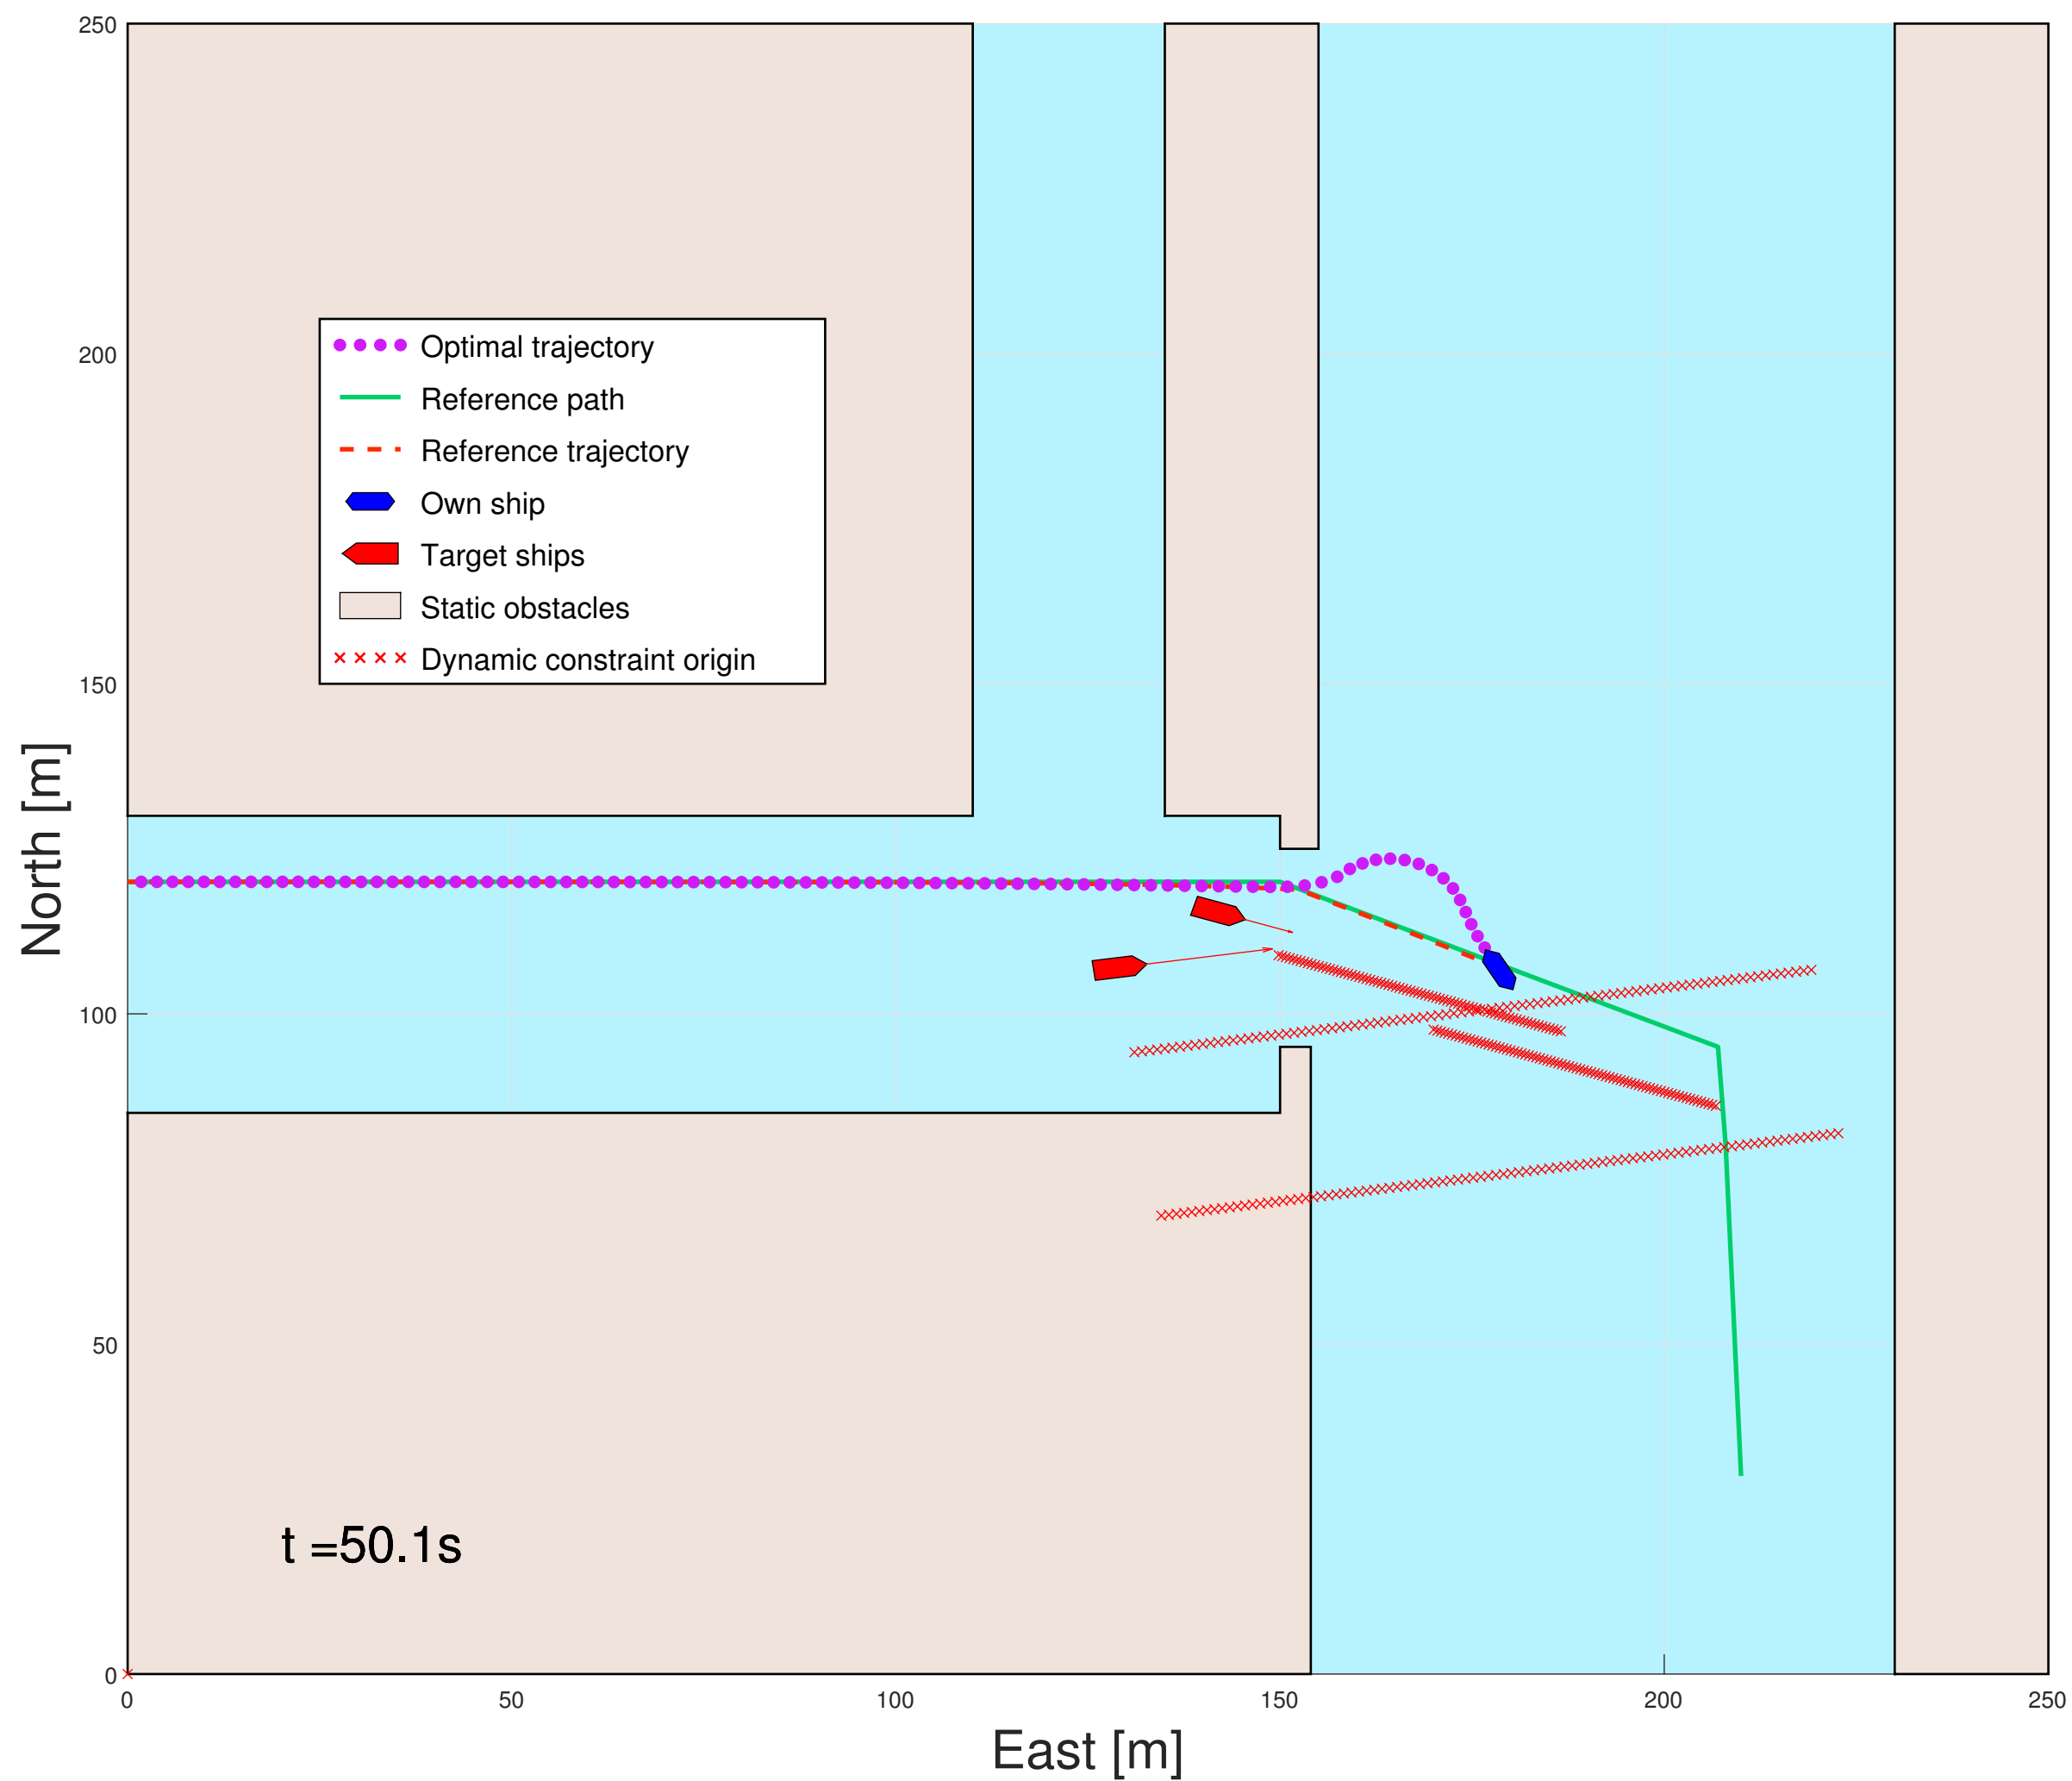 250
200
150
100
50
0
North [m]
Optimal trajectory
Reference path
Reference trajectory
Own ship
Target ships
Static obstacles
Dynamic constraint origin
t =50.1s
0
50
100
150
200
250
East [m]